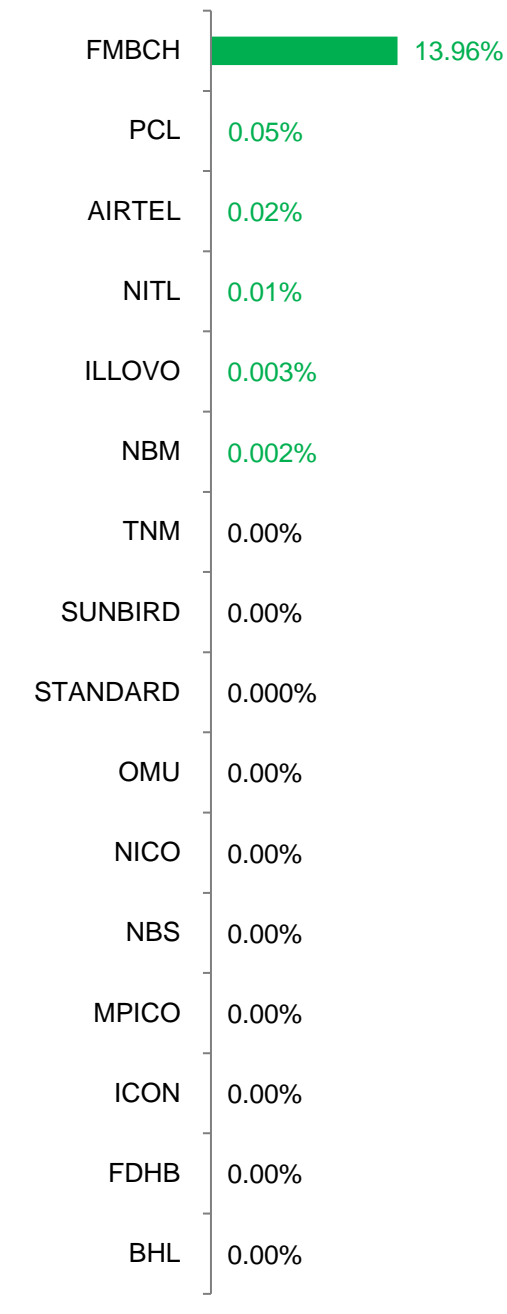 FMBCH 13.96%
PCL 0.05%
AIRTEL 0.02%
NITL 0.01%
ILLOVO 0.003%
NBM 0.002%
TNM 0.00%
SUNBIRD 0.00%
STANDARD 0.000%
OMU 0.00%
NICO 0.00%
NBS 0.00%
MPICO 0.00%
ICON 0.00%
FDHB 0.00%
BHL 0.00%